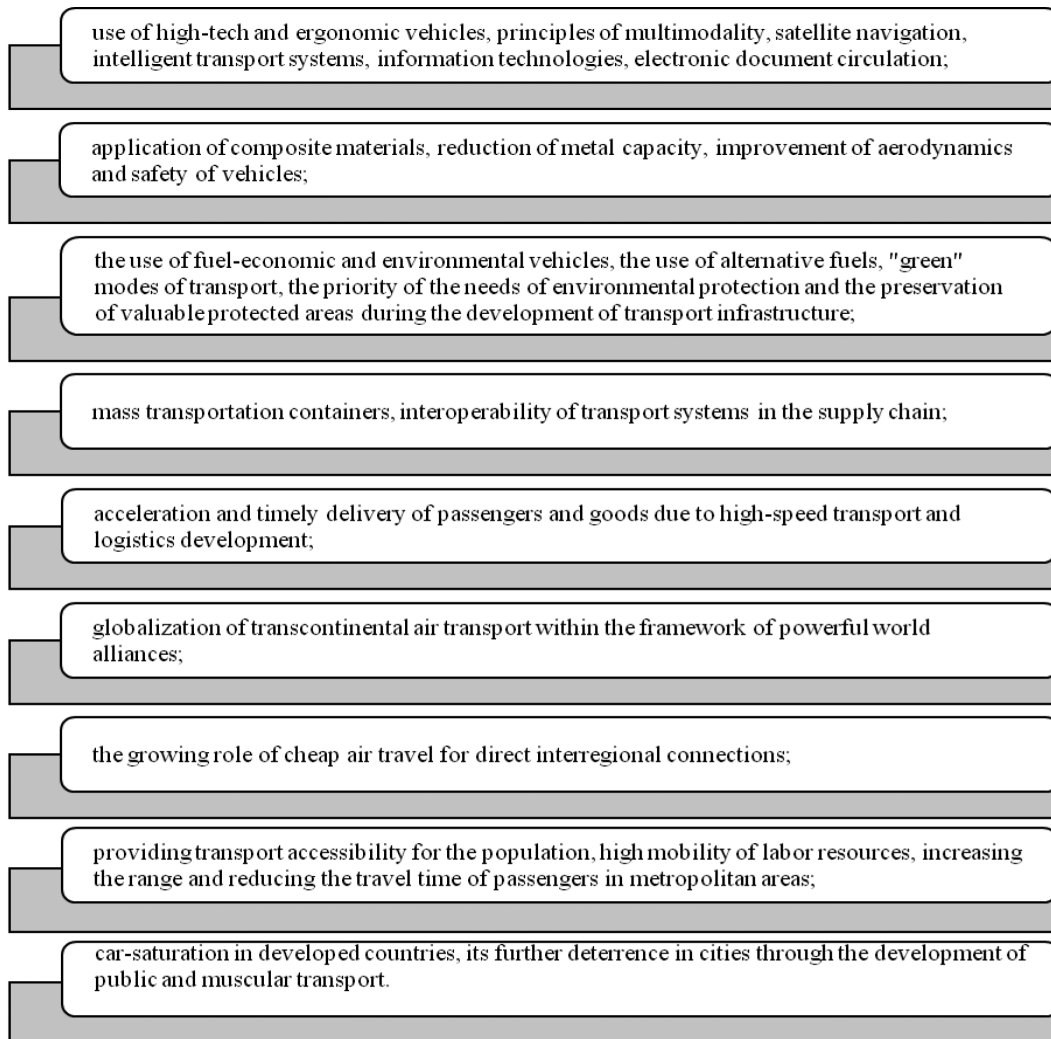 use of high-tech and ergonomic vehicles, principles of multimodality, satellite navigation,
intelligent transport systems, information technologies, electronic document circulation;
application of composite materials, reduction of metal capacity, improvement of aerodynamics
and safety of vehicles;
the use of fuel-economic and environmental vehicles, the use of alternative fuels, "green"
modes of transport, the priority of the needs of environmental protection and the preservation
of valuable protected areas during the development of transport infrastructure;
mass transportation containers, interoperability of transport systems in the supply chain;
acceleration and timely delivery of passengers and goods due to high-speed transport and
logistics development;
globalization of transcontinental air transport within the framework of powerful world
alliances;
the growing role of cheap air travel for direct interregional connections;
providing transport accessibility for the population, high mobility of labor resources, increasing
the range and reducing the travel time of passengers in metropolitan areas;
car-saturation in developed countries, its further deterrence in cities through the development of
public and muscular transport.